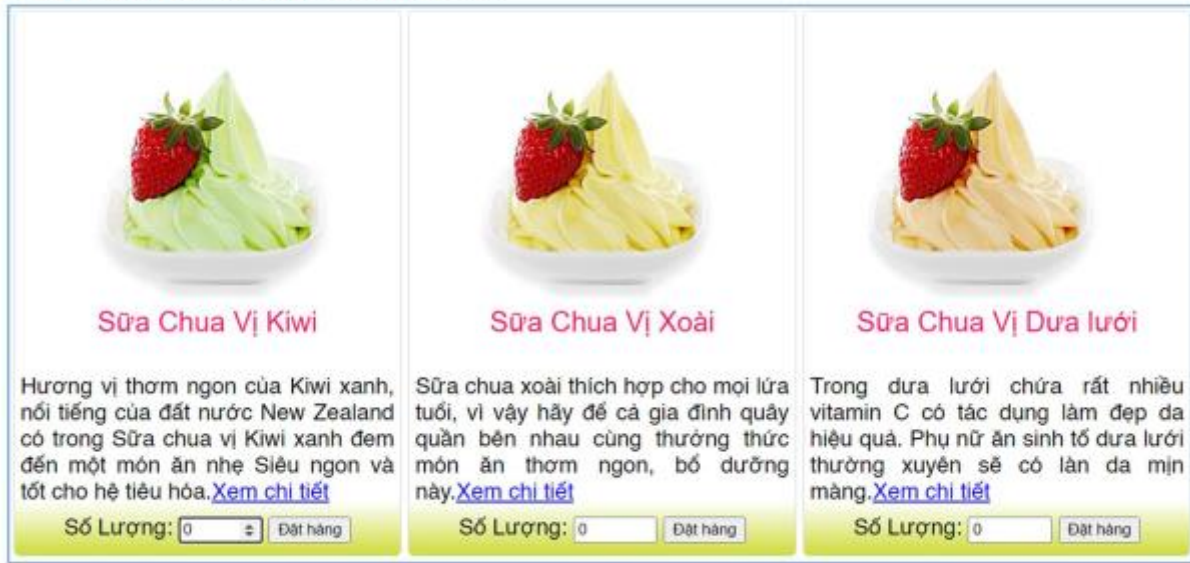 Sữa Chua Vị Kiwi
Hương vị thơm ngon của Kiwi xanh,
nổi tiếng của đất nước New Zealand
có trong Sữa chua vị Kiwi xanh đem
đến một món ăn nhẹ Siêu ngon và
tốt cho hệ tiêu hóa.Xem chi tiết
Số Lượng: 0 Đặt hàng
Sữa Chua Vị Xoài
Sữa chua xoài thích hợp cho mọi lứa
tuổi, vì vậy hãy để cả gia đình quây
quần bên nhau cùng thưởng thức
món ăn thơm ngon, bổ dưỡng
này.Xem chi tiết
Số Lượng: 0 Đặt hàng
Sữa Chua Vị Dưa lưới
Trong dưa lưới chứa rất nhiều
vitamin C có tác dụng làm đẹp da
hiệu quả. Phụ nữ ăn sinh tố dưa lưới
thường xuyên sẽ có làn da mịn
màng.Xem chi tiết
Số Lượng: 0 Đặt hàng